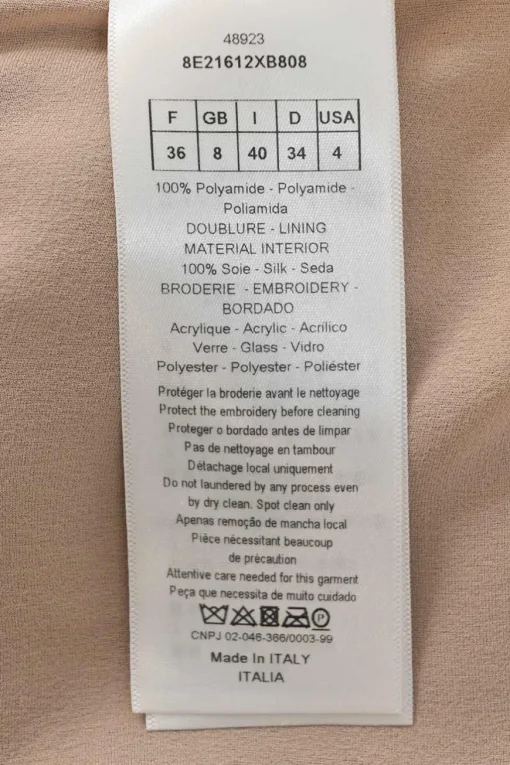 48923
8E21612XB808
F GB I D USA
36 8 40 34 4
100% Polyamide - Polyamide -
Poliamida
DOUBLURE - LINING
MATERIAL INTERIOR
100% Soie - Silk - Seda
BRODERIE - EMBROIDERY -
BORDADO
Acrylique - Acrylic - Acrílico
Verre - Glass - Vidro
Polyester - Polyester - Poliéster
Protéger la broderie avant le nettoyage
Protect the embroidery before cleaning
Proteger o bordado antes de limpar
Pas de nettoyage en tambour
Détachage local uniquement
Do not laundered by any process even
by dry clean. Spot clean only
Apenas remoção de mancha local
Pièce nécessitant beaucoup
de précaution
Attentive care needed for this garment
Peça que necessita de muito cuidado
P
CNPJ 02-046-366/0003-99
Made In ITALY
ITALIA